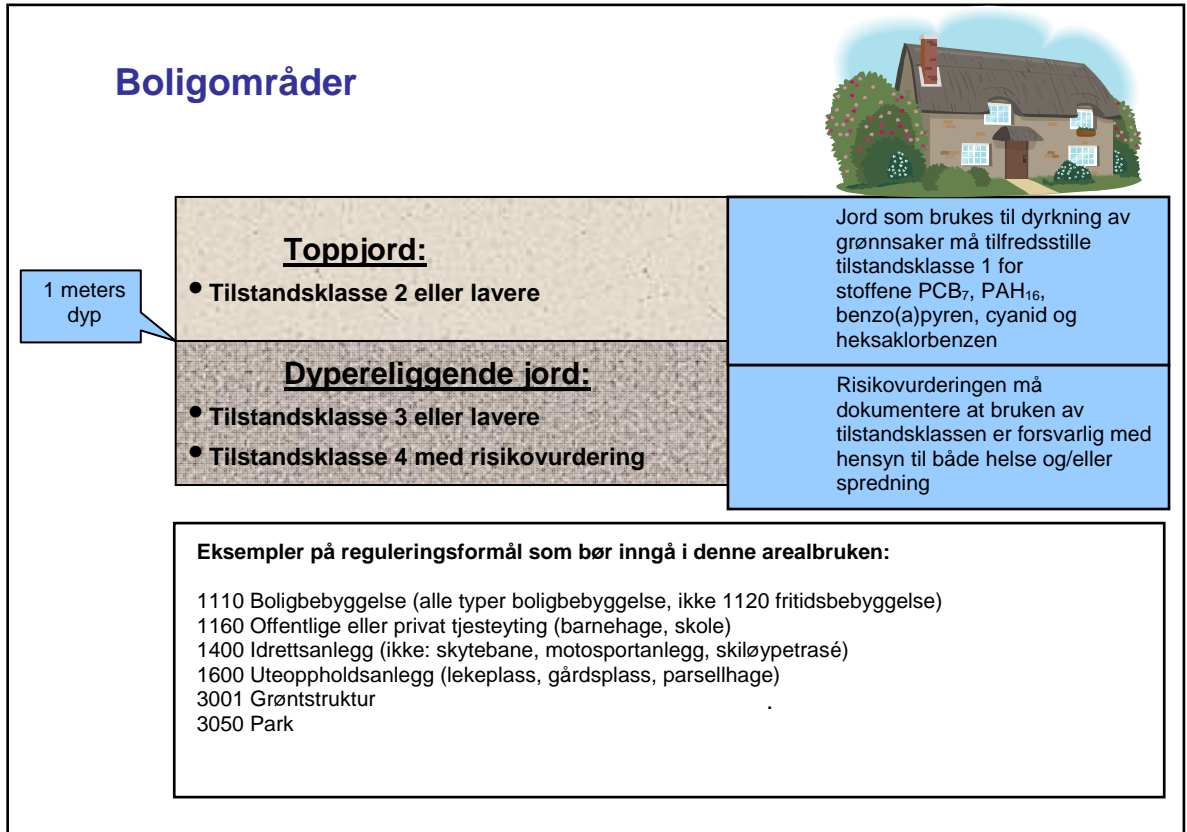 Boligområder
Toppjord:
• Tilstandsklasse 2 eller lavere
Jord som brukes til dyrkning av
grønnsaker må tilfredsstille
tilstandsklasse 1 for
stoffene PCB₇, PAH₁₆,
benzo(a)pyren, cyanid og
heksaklorbenzen
1 meters
dyp
Dypereliggende jord:
• Tilstandsklasse 3 eller lavere
• Tilstandsklasse 4 med risikovurdering
Risikovurderingen må
dokumentere at bruken av
tilstandsklassen er forsvarlig med
hensyn til både helse og/eller
spredning
Eksempler på reguleringsformål som bør inngå i denne arealbruken:
1110 Boligbebyggelse (alle typer boligbebyggelse, ikke 1120 fritidsbebyggelse)
1160 Offentlige eller privat tjesteyting (barnehage, skole)
1400 Idrettsanlegg (ikke: skytebane, motosportanlegg, skiløypetrasé)
1600 Uteoppholdsanlegg (lekeplass, gårdsplass, parsellhage)
3001 Grøntstruktur .
3050 Park